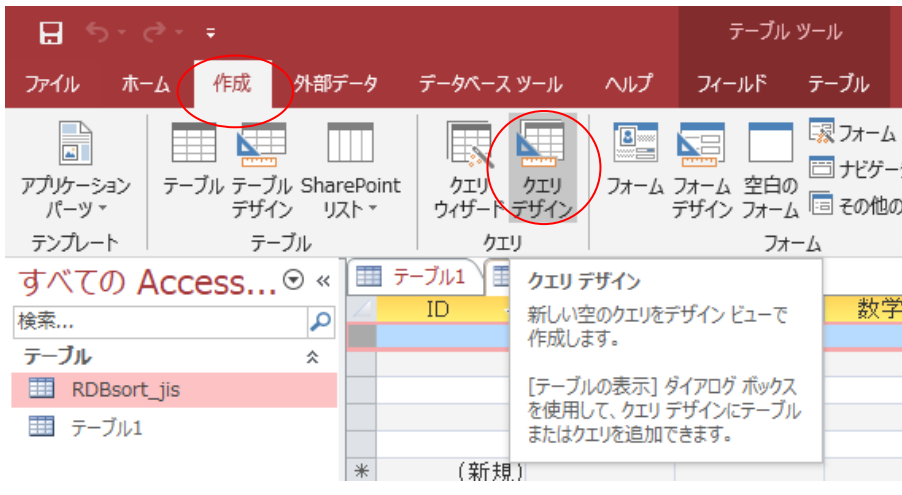 テーブル ツール
ファイル ホーム 作成 外部データ データベース ツール ヘルプ フィールド テーブル
アプリケーション
パーツ
テーブル
テーブル
デザイン
SharePoint
リスト
クエリ
ウィザード
クエリ
デザイン
フォーム
フォーム
デザイン
空白の
フォーム
フォーム
ナビゲー
その他の
テンプレート テーブル クエリ フォーム
すべての Access...
検索...
テーブル
RDBsort_jis
テーブル1
テーブル1
ID 数学
(新規)
クエリ デザイン
新しい空のクエリをデザイン ビューで
作成します。
[テーブルの表示] ダイアログ ボックス
を使用して、クエリ デザインにテーブル
またはクエリを追加できます。